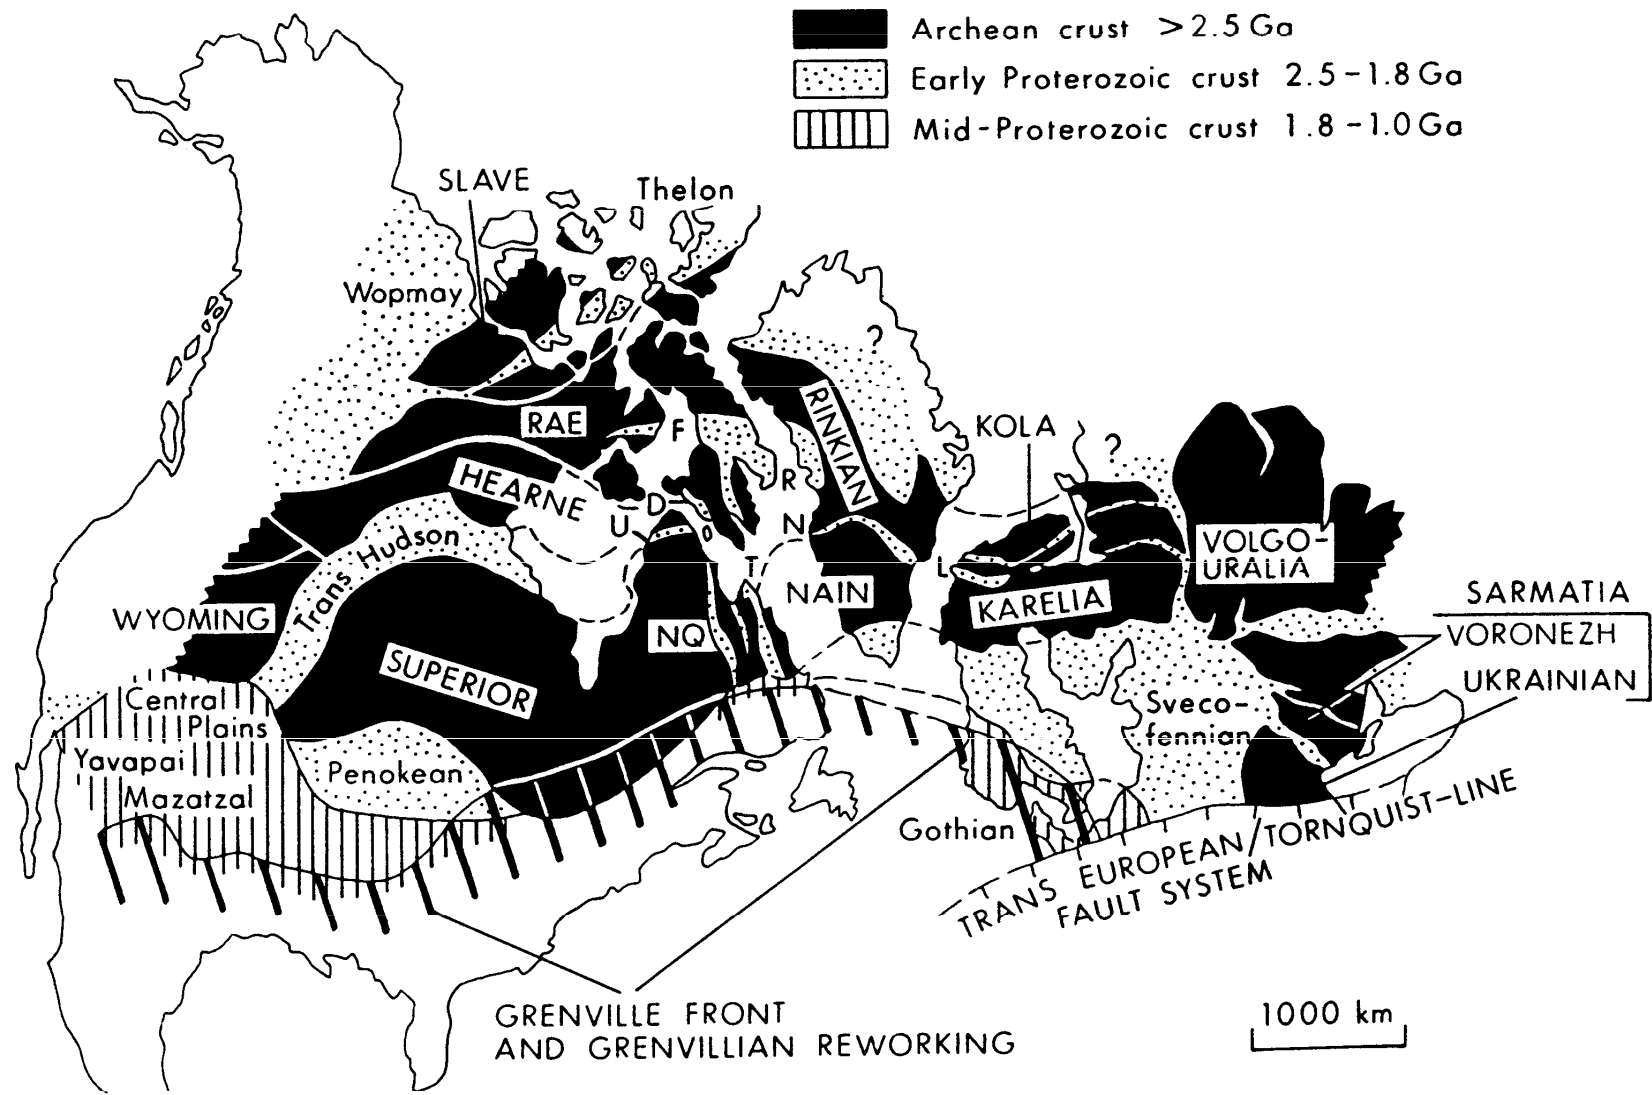 Archean crust >2.5 Ga
Early Proterozoic crust 2.5-1.8 Ga
Mid-Proterozoic crust 1.8-1.0 Ga
SLAVE
Thelon
Wopmay
?
RAE
F
RINKIAN
KOLA
?
HEARNE
D
R
U
N
VOLGO-
URALIA
Trans Hudson
T
L
NAIN
KARELIA
WYOMING
NQ
SARMATIA
VORONEZH
UKRAINIAN
SUPERIOR
Central
Plains
Sveco-
fennian
Yavapai
Penokean
Mazatzal
Gothian
TRANS EUROPEAN/TORNQUIST-LINE
FAULT SYSTEM
GRENVILLE FRONT
AND GRENVILLIAN REWORKING
1000 km